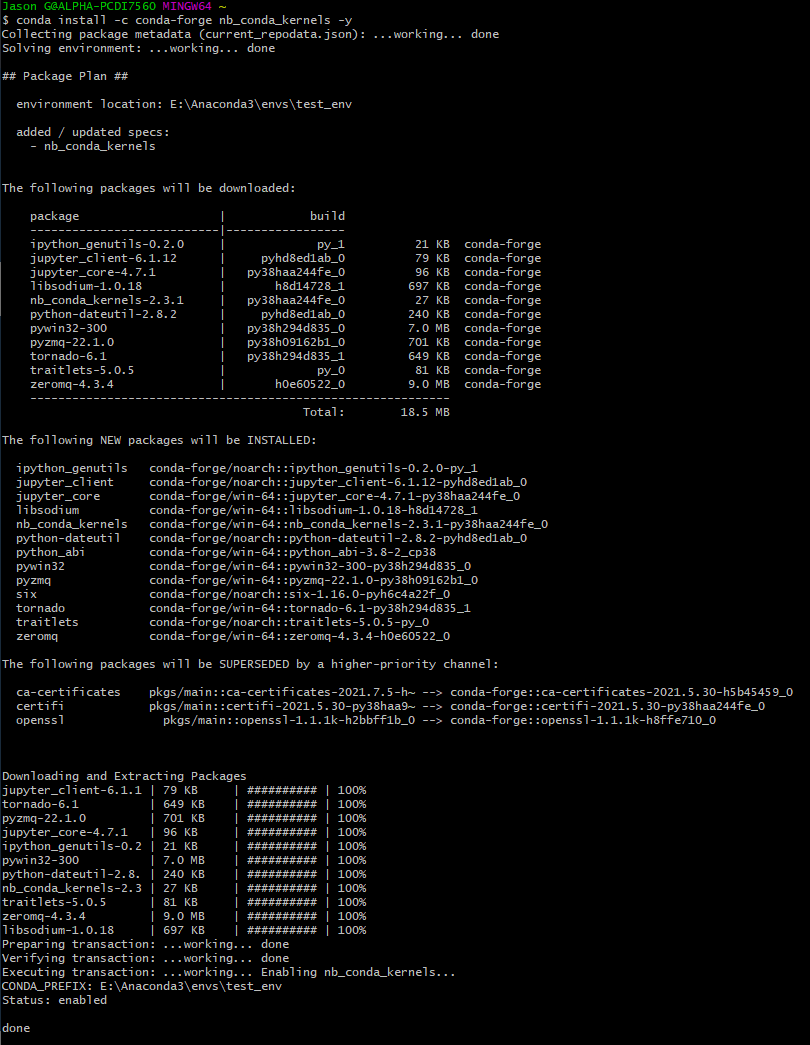 Jason G@ALPHA-PCDI7560 MINGW64 ~
$ conda install -c conda-forge nb_conda_kernels -y
Collecting package metadata (current_repodata.json): ...working... done
Solving environment: ...working... done

## Package Plan ##

  environment location: E:\Anaconda3\envs\test_env

  added / updated specs:
    - nb_conda_kernels


The following packages will be downloaded:

    package                    |            build
    ---------------------------|-----------------
    ipython_genutils-0.2.0     |             py_1          21 KB  conda-forge
    jupyter_client-6.1.12      |     pyhd8ed1ab_0          79 KB  conda-forge
    jupyter_core-4.7.1         |   py38haa244fe_0          96 KB  conda-forge
    libsodium-1.0.18           |       h8d14728_1         697 KB  conda-forge
    nb_conda_kernels-2.3.1     |   py38haa244fe_0          27 KB  conda-forge
    python-dateutil-2.8.2      |     pyhd8ed1ab_0         240 KB  conda-forge
    pywin32-300                |   py38h294d835_0         7.0 MB  conda-forge
    pyzmq-22.1.0               |   py38h09162b1_0         701 KB  conda-forge
    tornado-6.1                |   py38h294d835_1         649 KB  conda-forge
    traitlets-5.0.5            |             py_0          81 KB  conda-forge
    zeromq-4.3.4               |       h0e60522_0         9.0 MB  conda-forge
    ------------------------------------------------------------
                                           Total:        18.5 MB

The following NEW packages will be INSTALLED:

  ipython_genutils   conda-forge/noarch::ipython_genutils-0.2.0-py_1
  jupyter_client     conda-forge/noarch::jupyter_client-6.1.12-pyhd8ed1ab_0
  jupyter_core       conda-forge/win-64::jupyter_core-4.7.1-py38haa244fe_0
  libsodium          conda-forge/win-64::libsodium-1.0.18-h8d14728_1
  nb_conda_kernels   conda-forge/win-64::nb_conda_kernels-2.3.1-py38haa244fe_0
  python-dateutil    conda-forge/noarch::python-dateutil-2.8.2-pyhd8ed1ab_0
  python_abi         conda-forge/win-64::python_abi-3.8-2_cp38
  pywin32            conda-forge/win-64::pywin32-300-py38h294d835_0
  pyzmq              conda-forge/win-64::pyzmq-22.1.0-py38h09162b1_0
  six                conda-forge/noarch::six-1.16.0-pyh6c4a22f_0
  tornado            conda-forge/win-64::tornado-6.1-py38h294d835_1
  traitlets          conda-forge/noarch::traitlets-5.0.5-py_0
  zeromq             conda-forge/win-64::zeromq-4.3.4-h0e60522_0

The following packages will be SUPERSEDED by a higher-priority channel:

  ca-certificates    pkgs/main::ca-certificates-2021.7.5-h~ --> conda-forge::ca-certificates-2021.5.30-h5b45459_0
  certifi            pkgs/main::certifi-2021.5.30-py38haa9~ --> conda-forge::certifi-2021.5.30-py38haa244fe_0
  openssl              pkgs/main::openssl-1.1.1k-h2bbff1b_0 --> conda-forge::openssl-1.1.1k-h8ffe710_0



Downloading and Extracting Packages
jupyter_client-6.1.1 | 79 KB     | ########## | 100%
tornado-6.1          | 649 KB    | ########## | 100%
pyzmq-22.1.0         | 701 KB    | ########## | 100%
jupyter_core-4.7.1   | 96 KB     | ########## | 100%
ipython_genutils-0.2 | 21 KB     | ########## | 100%
pywin32-300          | 7.0 MB    | ########## | 100%
python-dateutil-2.8. | 240 KB    | ########## | 100%
nb_conda_kernels-2.3 | 27 KB     | ########## | 100%
traitlets-5.0.5      | 81 KB     | ########## | 100%
zeromq-4.3.4         | 9.0 MB    | ########## | 100%
libsodium-1.0.18     | 697 KB    | ########## | 100%
Preparing transaction: ...working... done
Verifying transaction: ...working... done
Executing transaction: ...working... Enabling nb_conda_kernels...
CONDA_PREFIX: E:\Anaconda3\envs\test_env
Status: enabled

done